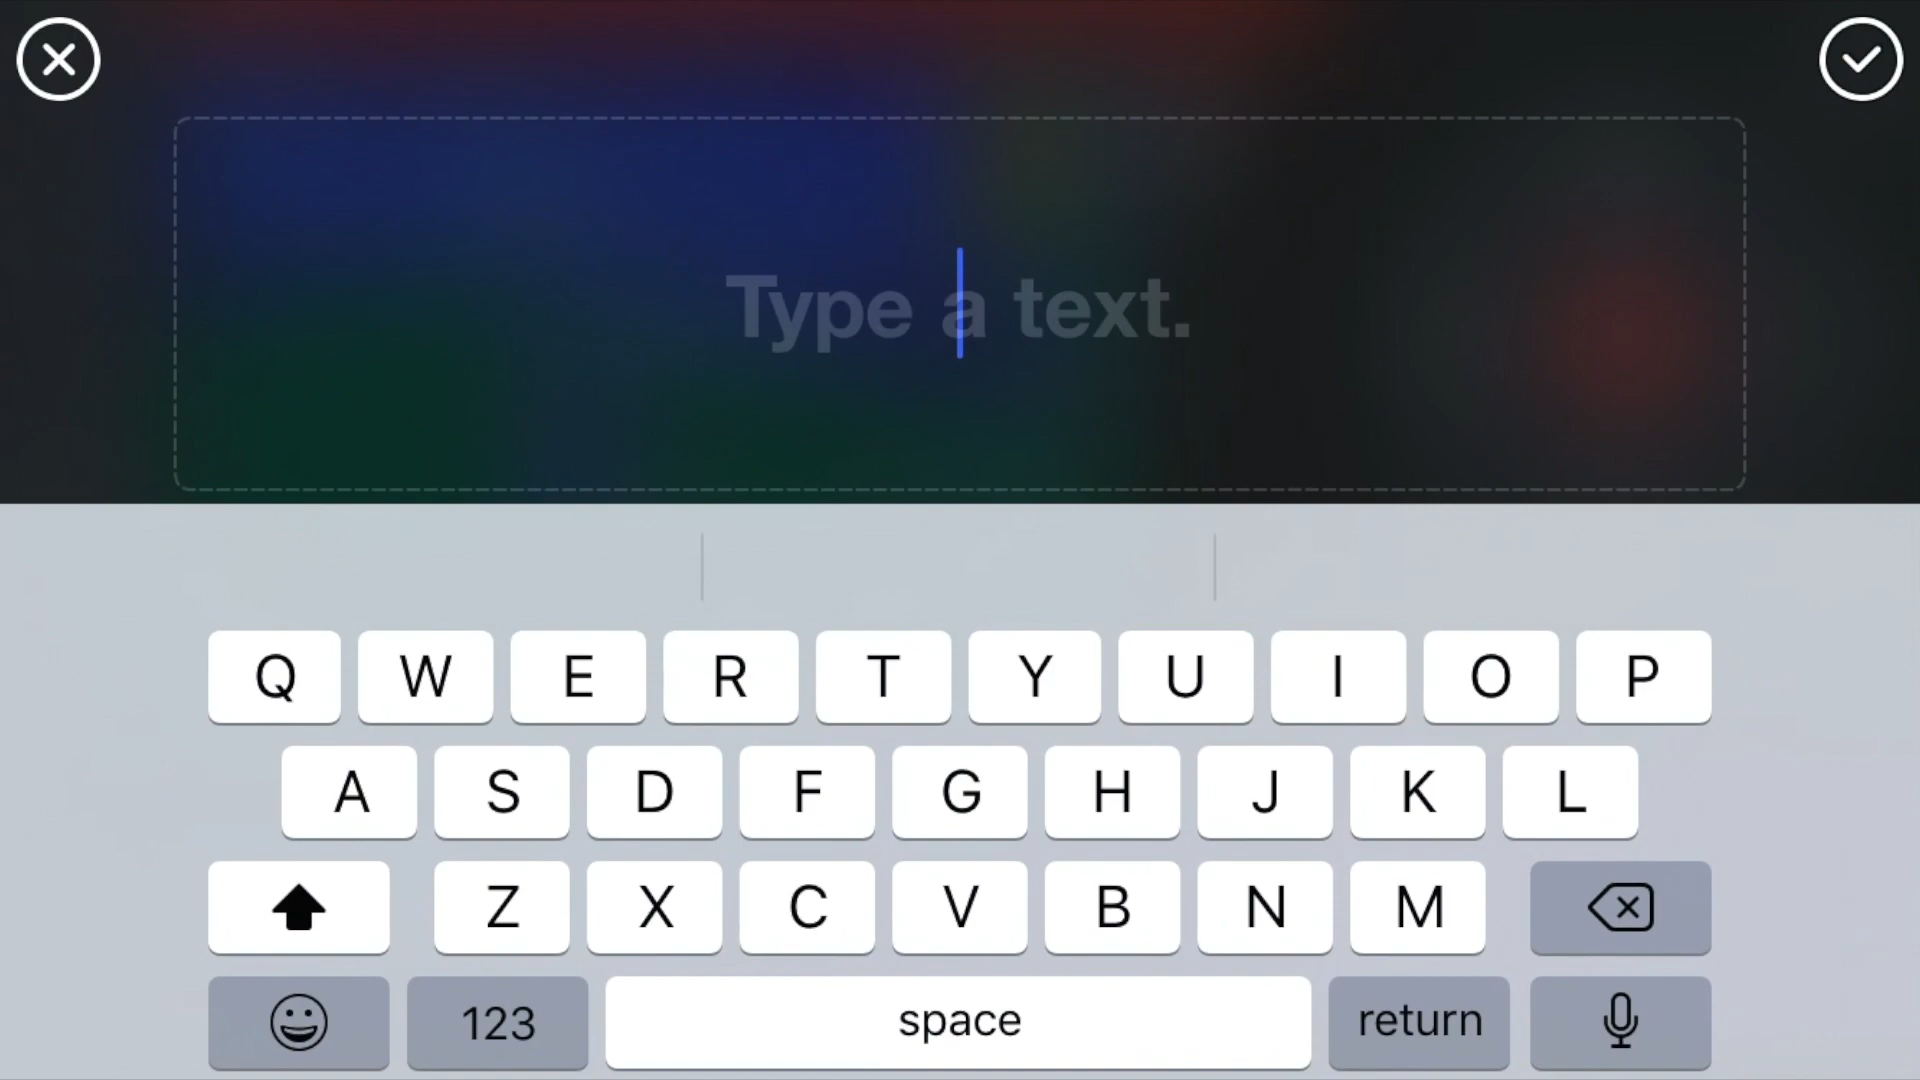 Type a text.
Q W E R T Y U I O P
A S D F G H J K L
Z X C V B N M
123 space return